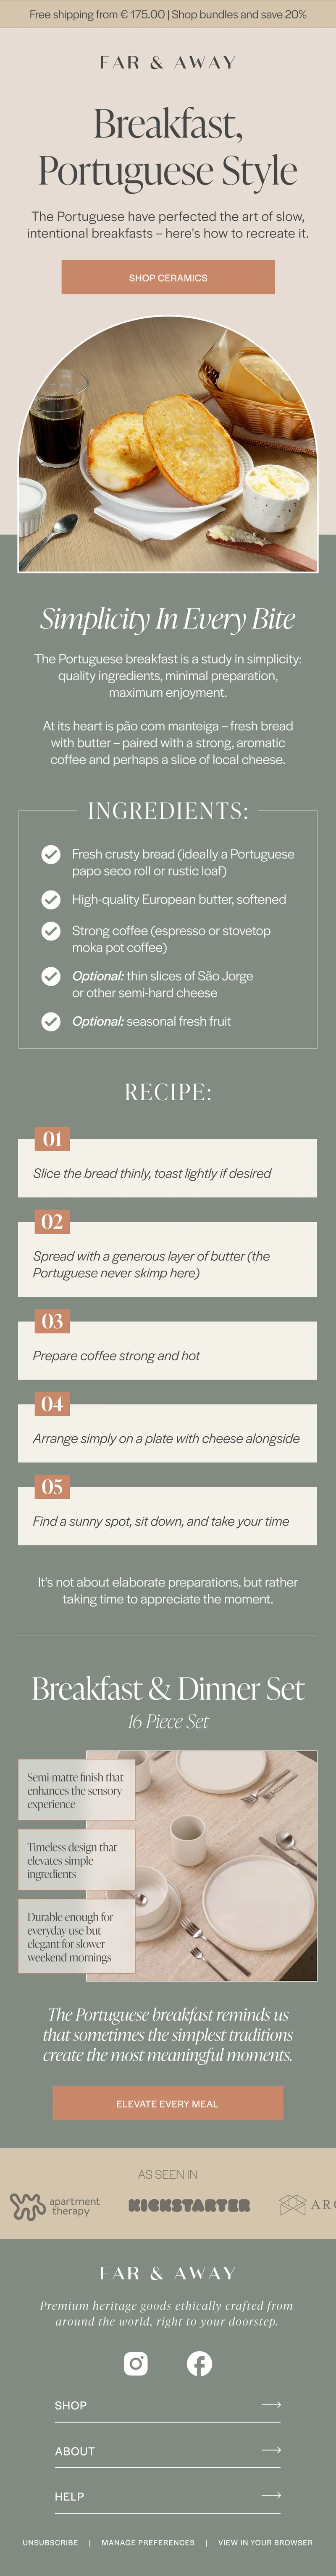 Free shipping from € 175.00 | Shop bundles and save 20%
FAR & AWAY
Breakfast,
Portuguese Style
The Portuguese have perfected the art of slow,
intentional breakfasts – here's how to recreate it.
SHOP CERAMICS
Simplicity In Every Bite
The Portuguese breakfast is a study in simplicity:
quality ingredients, minimal preparation,
maximum enjoyment.
At its heart is pão com manteiga – fresh bread
with butter – paired with a strong, aromatic
coffee and perhaps a slice of local cheese.
INGREDIENTS:
Fresh crusty bread (ideally a Portuguese
papo seco roll or rustic loaf)
High-quality European butter, softened
Strong coffee (espresso or stovetop
moka pot coffee)
Optional: thin slices of São Jorge
or other semi-hard cheese
Optional: seasonal fresh fruit
RECIPE:
01
Slice the bread thinly, toast lightly if desired
02
Spread with a generous layer of butter (the
Portuguese never skimp here)
03
Prepare coffee strong and hot
04
Arrange simply on a plate with cheese alongside
05
Find a sunny spot, sit down, and take your time
It's not about elaborate preparations, but rather
taking time to appreciate the moment.
Breakfast & Dinner Set
16 Piece Set
Semi-matte finish that
enhances the sensory
experience
Timeless design that
elevates simple
ingredients
Durable enough for
everyday use but
elegant for slower
weekend mornings
The Portuguese breakfast reminds us
that sometimes the simplest traditions
create the most meaningful moments.
ELEVATE EVERY MEAL
AS SEEN IN
apartment
therapy
KICKSTARTER
ARC
FAR & AWAY
Premium heritage goods ethically crafted from
around the world, right to your doorstep.
SHOP
ABOUT
HELP
UNSUBSCRIBE | MANAGE PREFERENCES | VIEW IN YOUR BROWSER